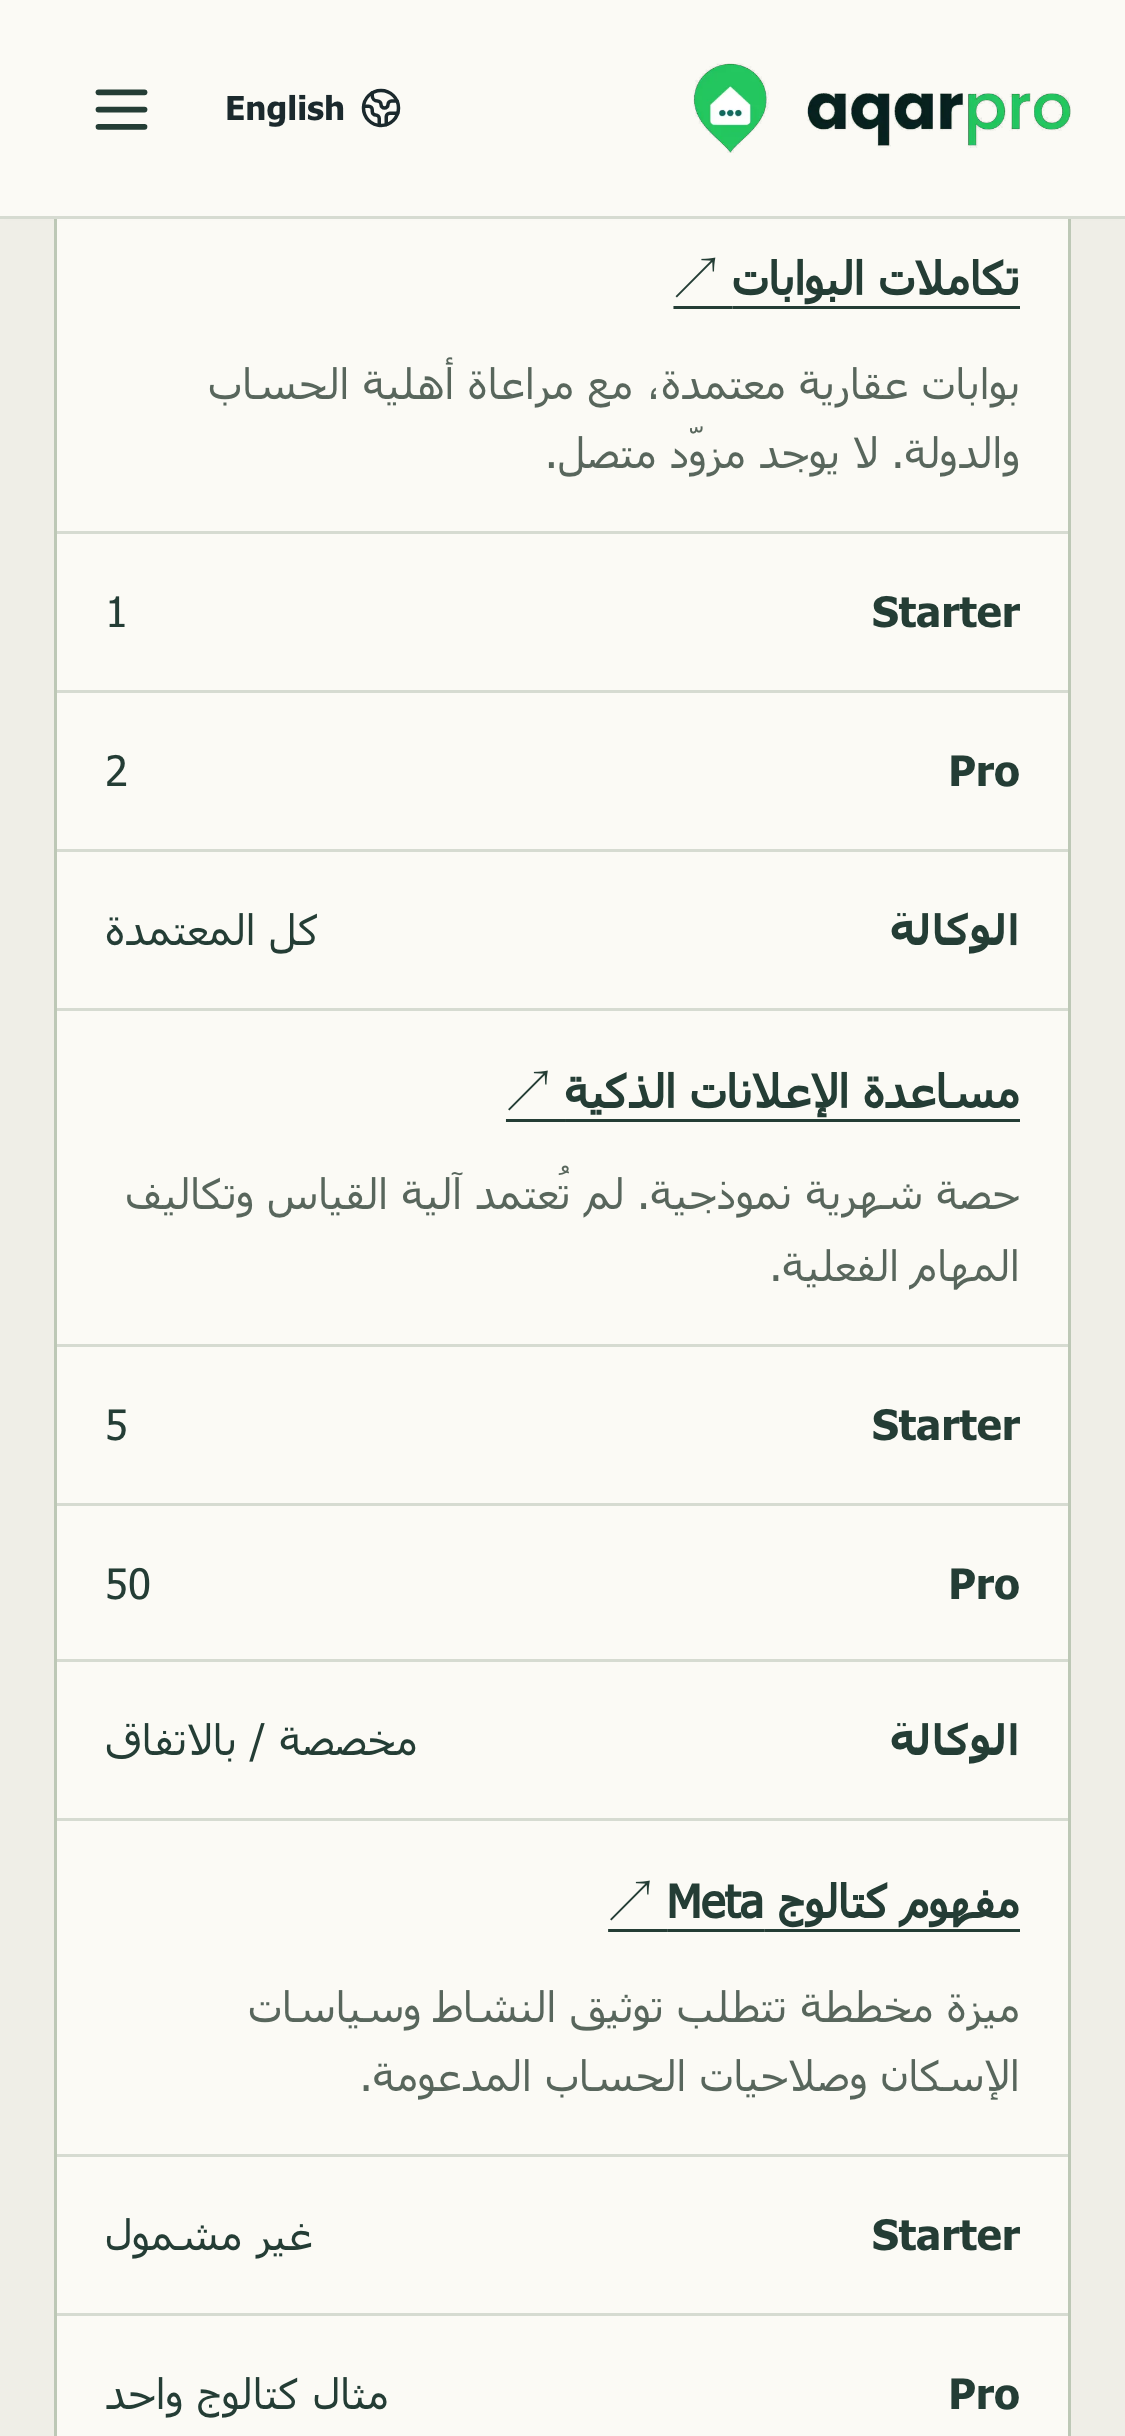 aqarpro
English
تكاملات البوابات ↗
بوابات عقارية معتمدة، مع مراعاة أهلية الحساب
والدولة. لا يوجد مزوّد متصل.
Starter 1
Pro 2
الوكالة كل المعتمدة
مساعدة الإعلانات الذكية ↗
حصة شهرية نموذجية. لم تُعتمد آلية القياس وتكاليف
المهام الفعلية.
Starter 5
Pro 50
الوكالة مخصصة / بالاتفاق
مفهوم كتالوج Meta ↗
ميزة مخططة تتطلب توثيق النشاط وسياسات
الإسكان وصلاحيات الحساب المدعومة.
Starter غير مشمول
Pro مثال كتالوج واحد